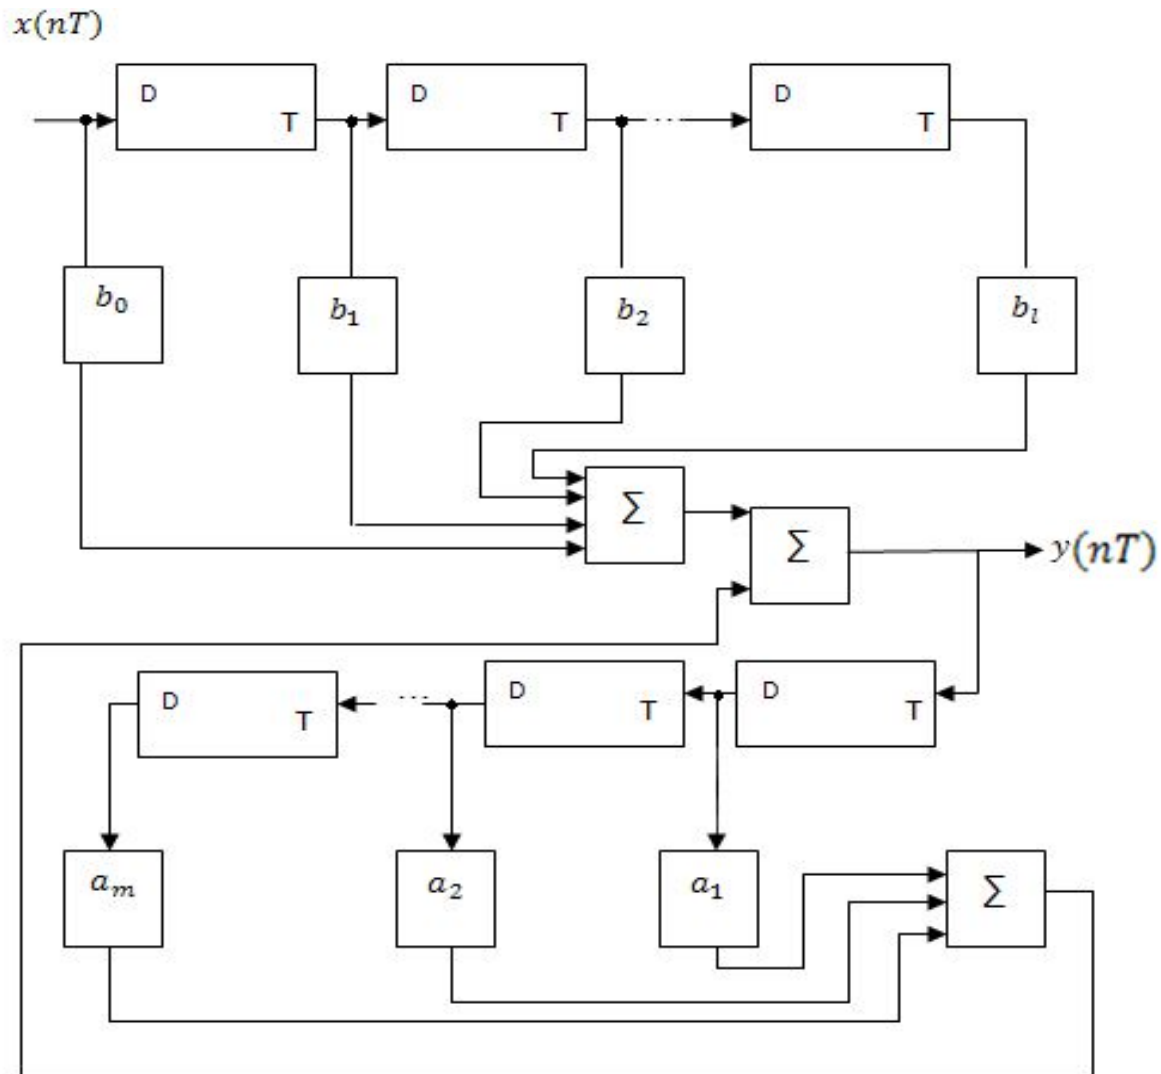 x(nT)
D T D T ... D T
b₀ b₁ b₂ bₗ
∑
∑
y(nT)
D T ... D T D T
aₘ a₂ a₁ ∑